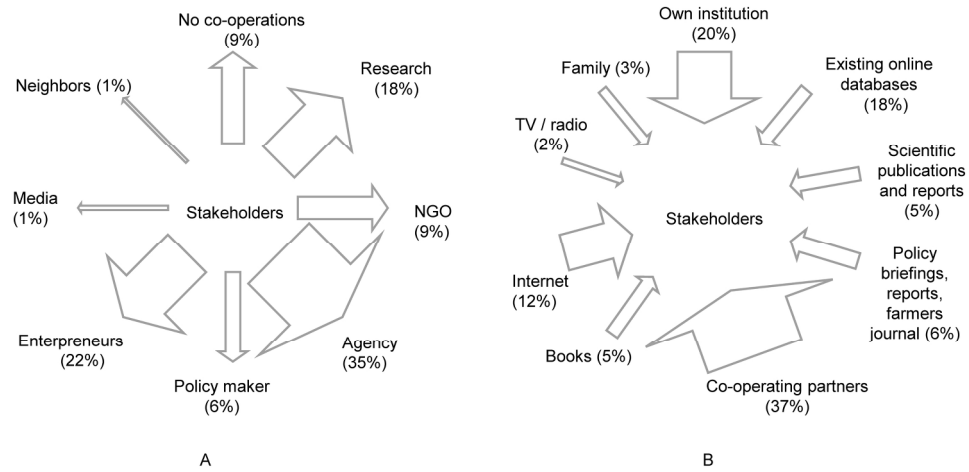 No co-operations
(9%)
Research
(18%)
Neighbors (1%)
Media
(1%)
Stakeholders
NGO
(9%)
Enterpreneurs
(22%)
Agency
(35%)
Policy maker
(6%)
A
Own institution
(20%)
Family (3%)
Existing online
databases
(18%)
TV / radio
(2%)
Scientific
publications
and reports
(5%)
Stakeholders
Internet
(12%)
Policy
briefings,
reports,
farmers
journal (6%)
Books (5%)
Co-operating partners
(37%)
B